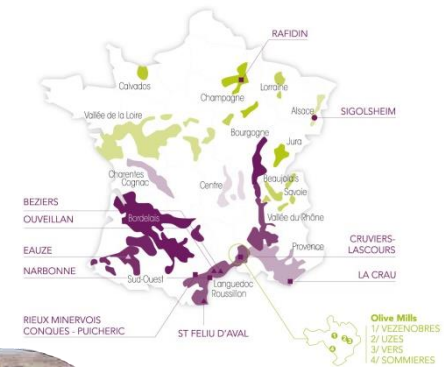 RAFIDIN
Calvados
Champagne
Lorraine
Alsace
SIGOLSHEIM
Vallée de la Loire
Bourgogne
Jura
Charentes
Cognac
Centre
Beaujolais
Savoie
BEZIERS
OUVEILLAN
Bordelais
Vallée du Rhône
EAUZE
NARBONNE
Sud-Ouest
Languedoc
Roussillon
Provence
CRUVIERS-
LASCOURS
LA CRAU
RIEUX MINERVOIS
CONQUES - PUICHERIC
ST FELIU D'AVAL
Olive Mills
1/ VEZENOBRES
2/ UZES
3/ VERS
4/ SOMMIERES